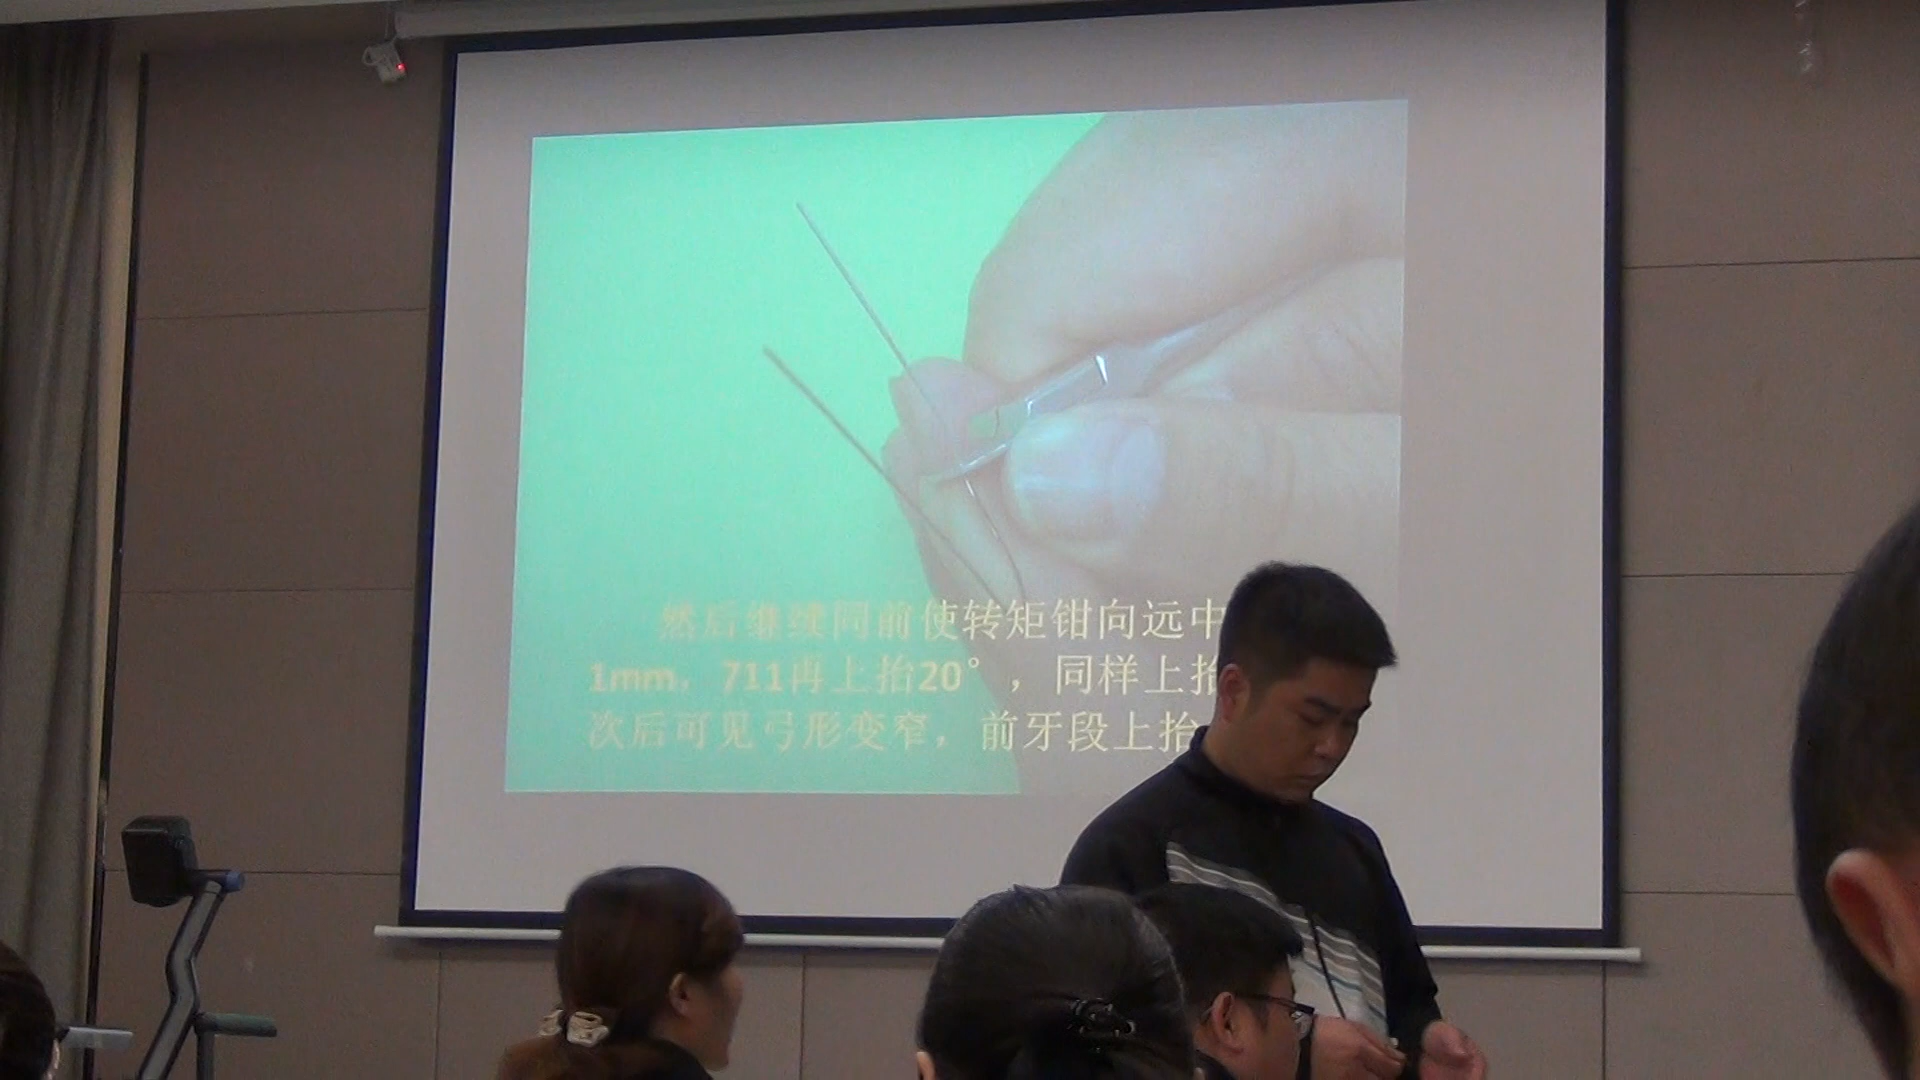 然后继续同前使转矩钳向远中
1mm，711再上抬20°，同样上抬
次后可见弓形变窄，前牙段上抬